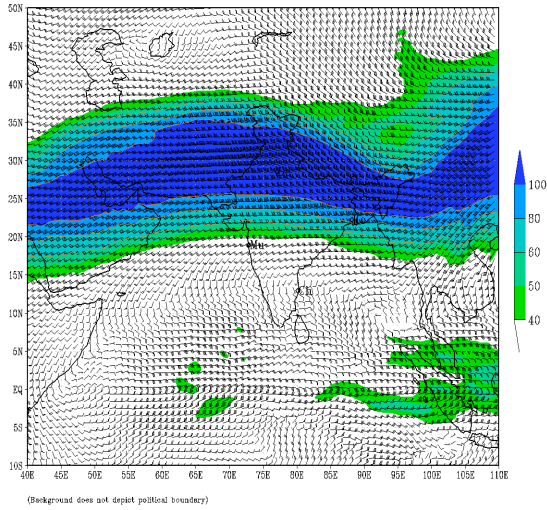 50N
45N
40N
35N
30N
25N
20N
15N
10N
5N
EQ
5S
10S
40E 45E 50E 55E 60E 65E 70E 75E 80E 85E 90E 95E 100E 105E 110E
Mu
Ch
100
80
60
40
(Background does not depict political boundary)